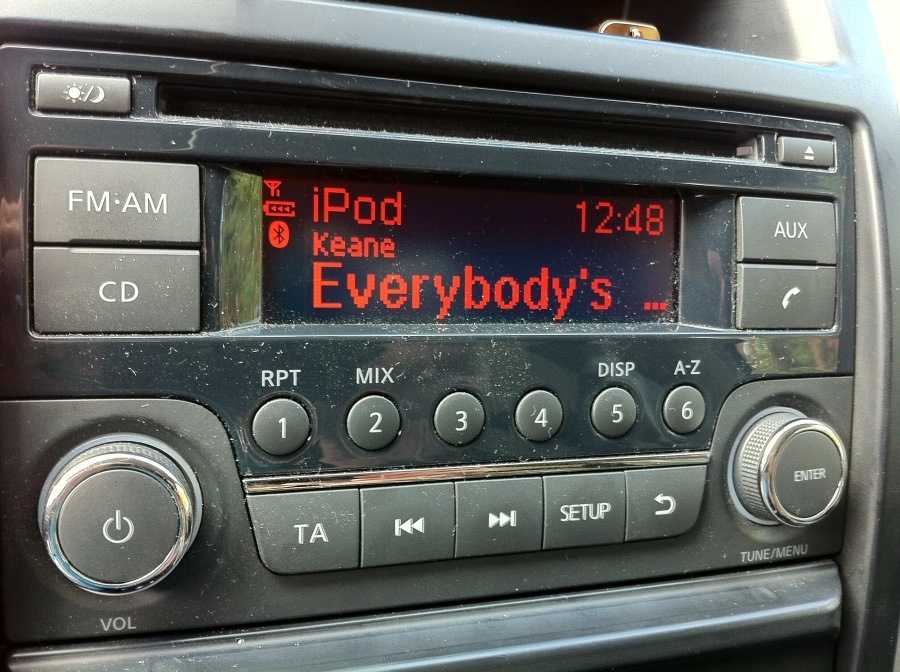 FM·AM
CD
iPod 12:48
Keane
Everybody's ...
AUX
RPT MIX DISP A-Z
1 2 3 4 5 6
TA SETUP
ENTER
TUNE/MENU
VOL